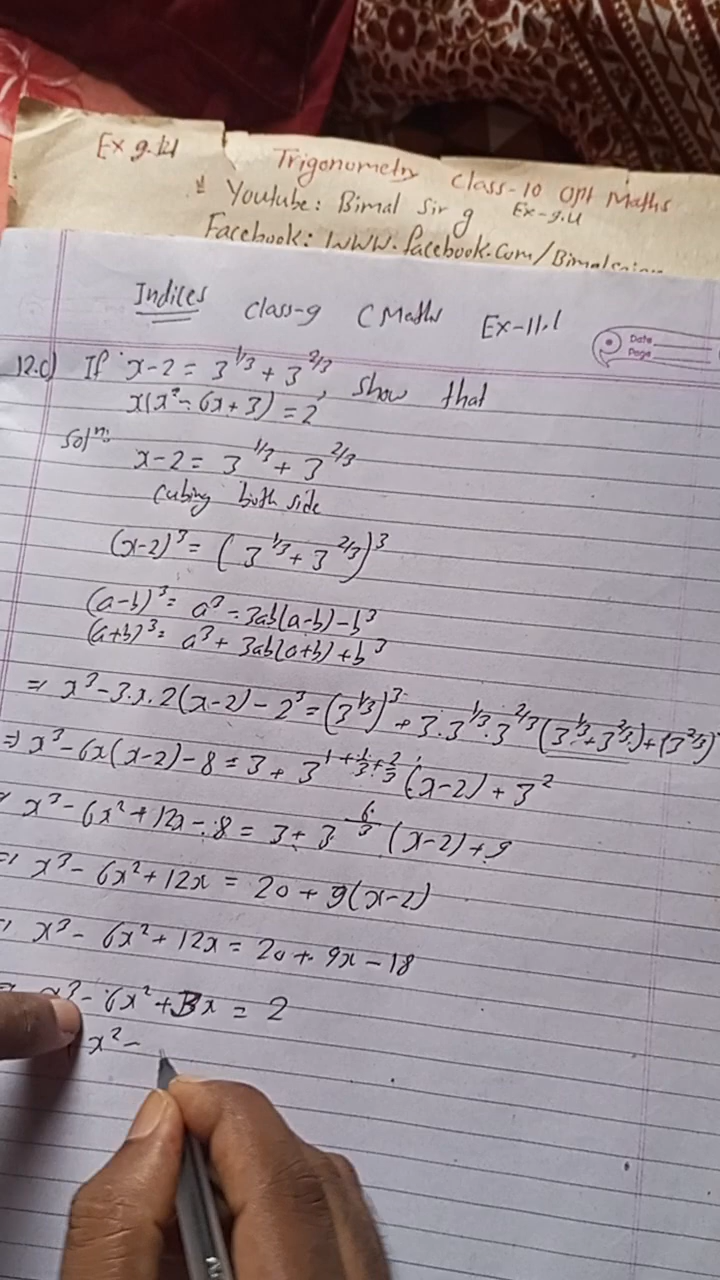 Ex 9.4
Trigonometry Class-10 Opt Maths
Youtube: Bimal Sir g Ex-9.4
Facebook: WWW.facebook.Com/
Indices Class-9 C Maths Ex-11.1
Date
Page
12.c) If x-2 = 3^{1/3} + 3^{2/3}, show that
x(x² - 6x + 3) = 2
Solⁿ:
x-2 = 3^{1/3} + 3^{2/3}
Cubing both side
(x-2)³ = (3^{1/3} + 3^{2/3})³
(a-b)³ = a³ - 3ab(a-b) - b³
(a+b)³ = a³ + 3ab(a+b) + b³
⇒ x³ - 3.x.2(x-2) - 2³ = (3^{1/3})³ + 3.3^{1/3}.3^{2/3}(3^{1/3}+3^{2/3})+(3^{2/3})³
⇒ x³ - 6x(x-2) - 8 = 3 + 3^{1+1/3+2/3}(x-2) + 3²
⇒ x³ - 6x² + 12x - 8 = 3 + 3^{6/3}(x-2) + 9
⇒ x³ - 6x² + 12x = 20 + 9(x-2)
⇒ x³ - 6x² + 12x = 20 + 9x - 18
x³ - 6x² + 3x = 2
x² -